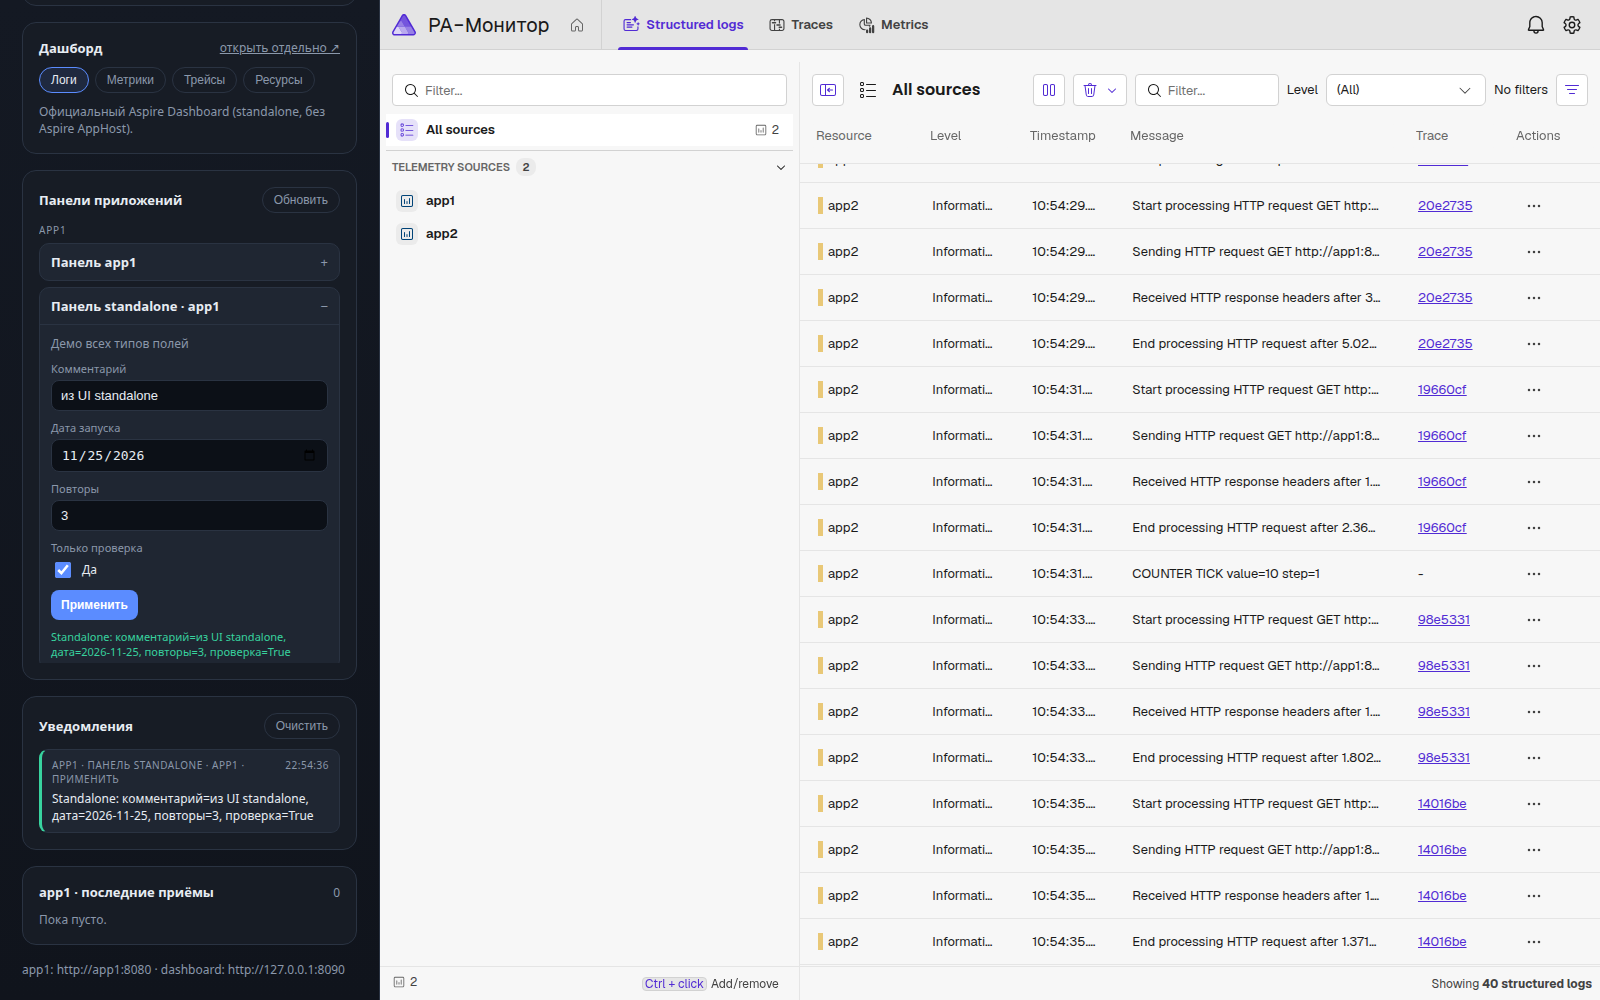 Дашборд
открыть отдельно ↗
Логи
Метрики
Трейсы
Ресурсы
Официальный Aspire Dashboard (standalone, без
Aspire AppHost).
Панели приложений
Обновить
APP1
Панель app1
+
Панель standalone · app1
−
Демо всех типов полей
Комментарий
из UI standalone
Дата запуска
11/25/2026
Повторы
3
Только проверка
Да
Применить
Standalone: комментарий=из UI standalone,
дата=2026-11-25, повторы=3, проверка=True
Уведомления
Очистить
APP1 · ПАНЕЛЬ STANDALONE · APP1 ·
ПРИМЕНИТЬ
22:54:36
Standalone: комментарий=из UI standalone,
дата=2026-11-25, повторы=3, проверка=True
app1 · последние приёмы
0
Пока пусто.
app1: http://app1:8080 · dashboard: http://127.0.0.1:8090
PA-Монитор
Structured logs
Traces
Metrics
Filter...
All sources
2
TELEMETRY SOURCES 2
app1
app2
2
Ctrl + click Add/remove
All sources
Filter...
Level
(All)
No filters
Resource Level Timestamp Message Trace Actions
app2 Informati... 10:54:29.... Start processing HTTP request GET http:... 20e2735
app2 Informati... 10:54:29.... Sending HTTP request GET http://app1:8... 20e2735
app2 Informati... 10:54:29.... Received HTTP response headers after 3... 20e2735
app2 Informati... 10:54:29.... End processing HTTP request after 5.02... 20e2735
app2 Informati... 10:54:31.... Start processing HTTP request GET http:... 19660cf
app2 Informati... 10:54:31.... Sending HTTP request GET http://app1:8... 19660cf
app2 Informati... 10:54:31.... Received HTTP response headers after 1.... 19660cf
app2 Informati... 10:54:31.... End processing HTTP request after 2.36... 19660cf
app2 Informati... 10:54:31.... COUNTER TICK value=10 step=1 -
app2 Informati... 10:54:33.... Start processing HTTP request GET http:... 98e5331
app2 Informati... 10:54:33.... Sending HTTP request GET http://app1:8... 98e5331
app2 Informati... 10:54:33.... Received HTTP response headers after 1.... 98e5331
app2 Informati... 10:54:33.... End processing HTTP request after 1.802... 98e5331
app2 Informati... 10:54:35.... Start processing HTTP request GET http:... 14016be
app2 Informati... 10:54:35.... Sending HTTP request GET http://app1:8... 14016be
app2 Informati... 10:54:35.... Received HTTP response headers after 1.... 14016be
app2 Informati... 10:54:35.... End processing HTTP request after 1.371... 14016be
Showing 40 structured logs